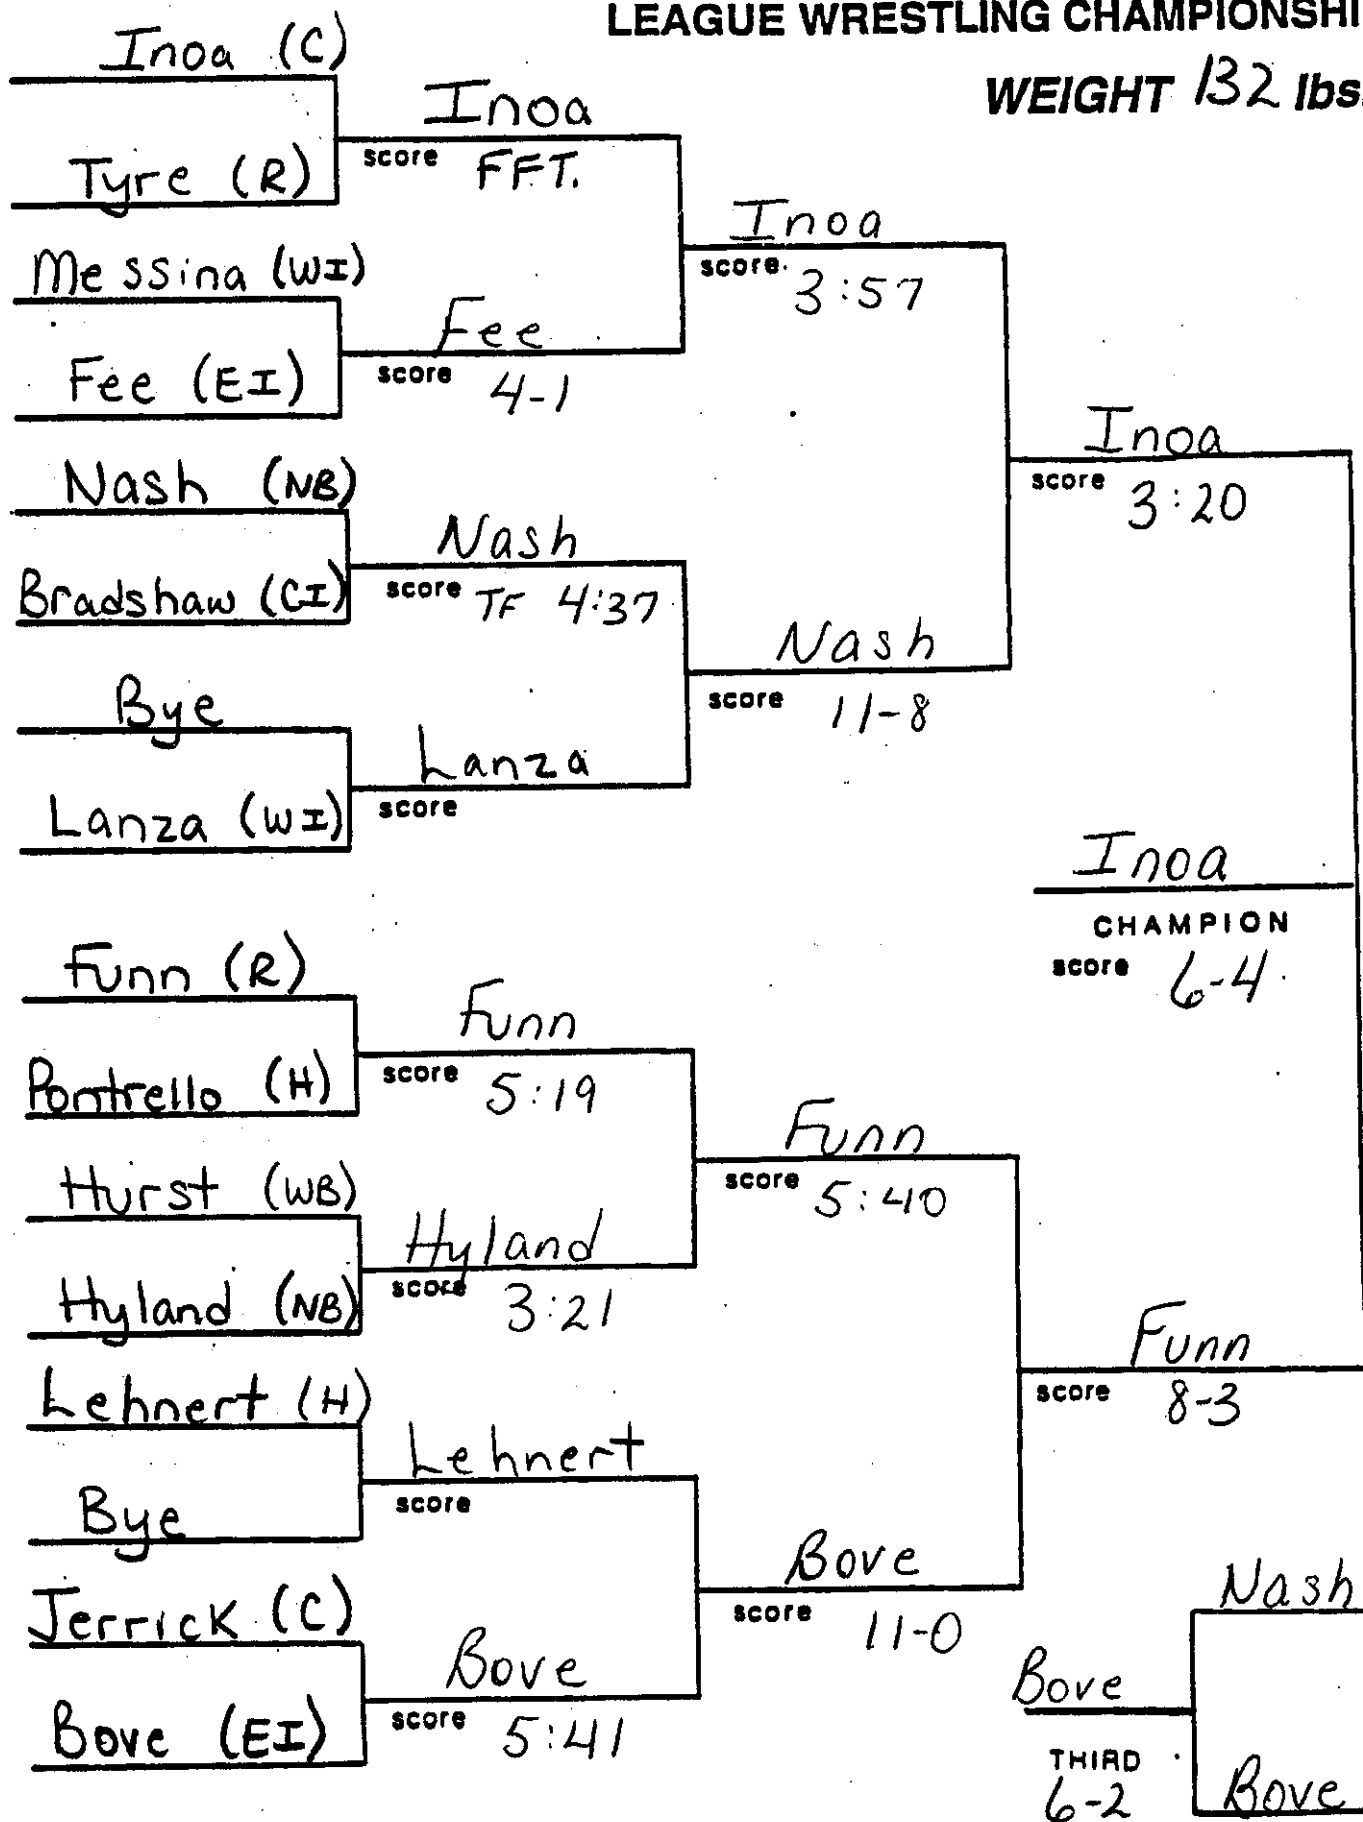 LEAGUE WRESTLING CHAMPIONSHI
WEIGHT 132 lbs.
Inoa (C)
Inoa
score FFT.
Tyre (R)
Inoa
score. 3:57
Messina (WI)
Fee
score 4-1
Fee (EI)
Inoa
score 3:20
Nash (NB)
Nash
score TF 4:37
Bradshaw (CI)
Nash
score 11-8
Bye
Lanza
score
Lanza (WI)
Inoa
CHAMPION
score 6-4
Funn (R)
Funn
score 5:19
Pontrello (H)
Funn
score 5:40
Hurst (WB)
Hyland
score 3:21
Hyland (NB)
Funn
score 8-3
Lehnert (H)
Lehnert
score
Bye
Bove
score 11-0
Jerrick (C)
Bove
score 5:41
Bove (EI)
Nash
Bove
THIRD
6-2
Bove